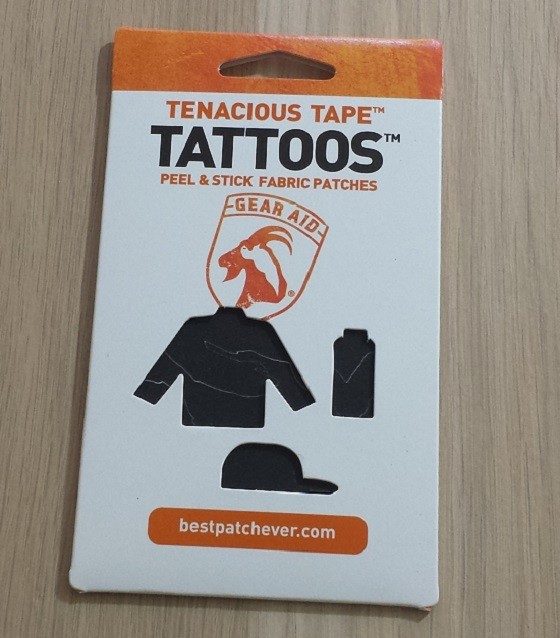 TENACIOUS TAPE™
TATTOOS™
PEEL & STICK FABRIC PATCHES
GEAR AID
®
bestpatchever.com